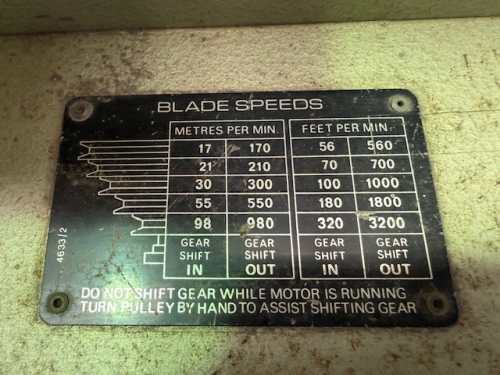 BLADE SPEEDS
METRES PER MIN. FEET PER MIN.
17 170 56 560
21 210 70 700
30 300 100 1000
55 550 180 1800
98 980 320 3200
GEAR GEAR GEAR GEAR
SHIFT SHIFT SHIFT SHIFT
IN OUT IN OUT
4633/2
DO NOT SHIFT GEAR WHILE MOTOR IS RUNNING
TURN PULLEY BY HAND TO ASSIST SHIFTING GEAR